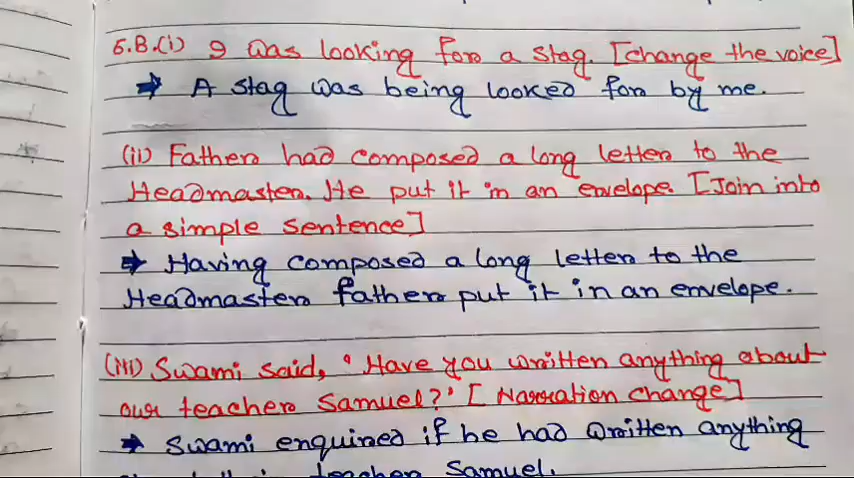 6.B.(i) I was looking for a stag. [change the voice]
→ A stag was being looked for by me.
(ii) Father had composed a long letter to the
Headmaster. He put it in an envelope. [Join into
a simple sentence]
→ Having composed a long letter to the
Headmaster father put it in an envelope.
(iii) Swami said, "Have you written anything about
our teacher Samuel?" [Narration change]
→ Swami enquired if he had written anything
teacher Samuel.